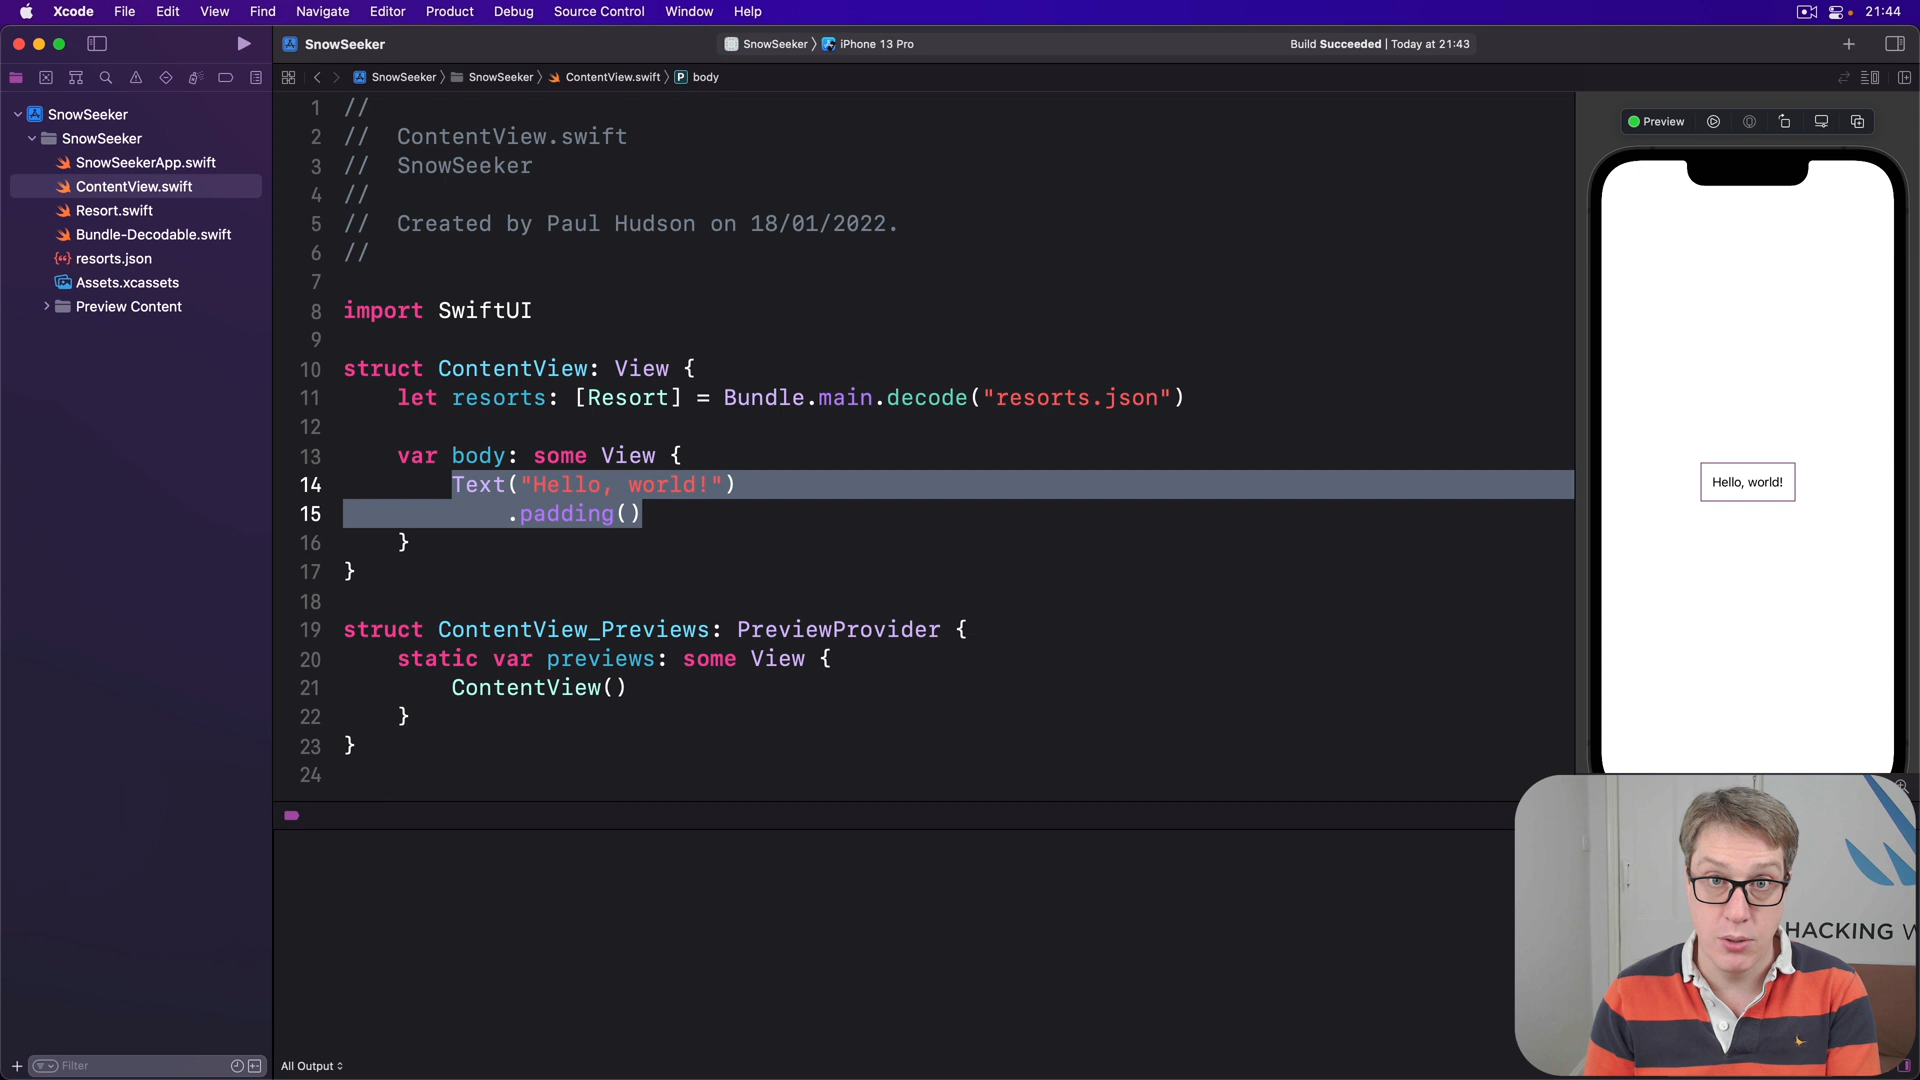 Xcode File Edit View Find Navigate Editor Product Debug Source Control Window Help 21:44
SnowSeeker SnowSeeker iPhone 13 Pro Build Succeeded | Today at 21:43
SnowSeeker SnowSeeker ContentView.swift P body
SnowSeeker
SnowSeeker
SnowSeekerApp.swift
ContentView.swift
Resort.swift
Bundle-Decodable.swift
resorts.json
Assets.xcassets
Preview Content
1 //
2 // ContentView.swift
3 // SnowSeeker
4 //
5 // Created by Paul Hudson on 18/01/2022.
6 //
7
8 import SwiftUI
9
10 struct ContentView: View {
11 let resorts: [Resort] = Bundle.main.decode("resorts.json")
12
13 var body: some View {
14 Text("Hello, world!")
15 .padding()
16 }
17 }
18
19 struct ContentView_Previews: PreviewProvider {
20 static var previews: some View {
21 ContentView()
22 }
23 }
24
Preview
Hello, world!
HACKING W
Filter
All Output